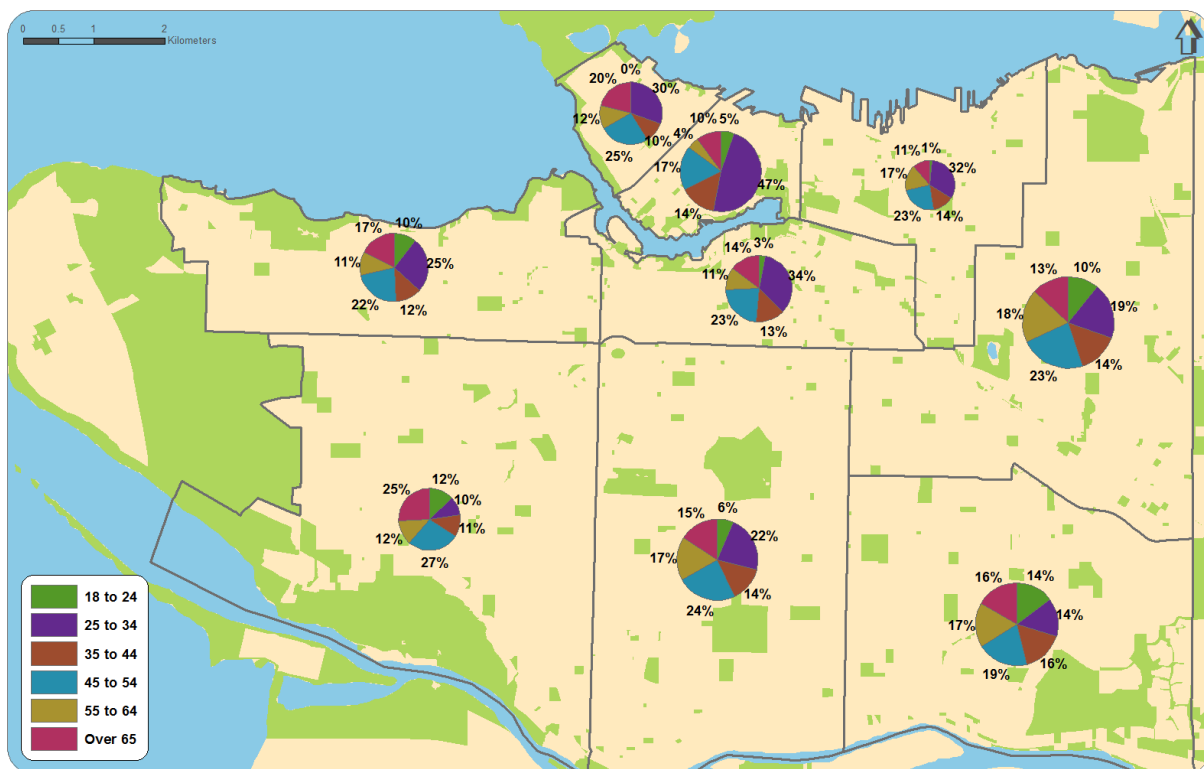 0 0.5 1 2
Kilometers
20% 0% 30%
12% 10%
25%
10% 5%
4%
17% 47%
14%
11% 1% 32%
17%
23% 14%
17% 10%
11% 25%
22% 12%
14% 3%
11% 34%
23% 13%
13% 10%
18% 19%
23% 14%
25% 12%
10%
12% 11%
27%
15% 6%
17% 22%
24% 14%
16% 14%
17% 14%
19% 16%
18 to 24
25 to 34
35 to 44
45 to 54
55 to 64
Over 65